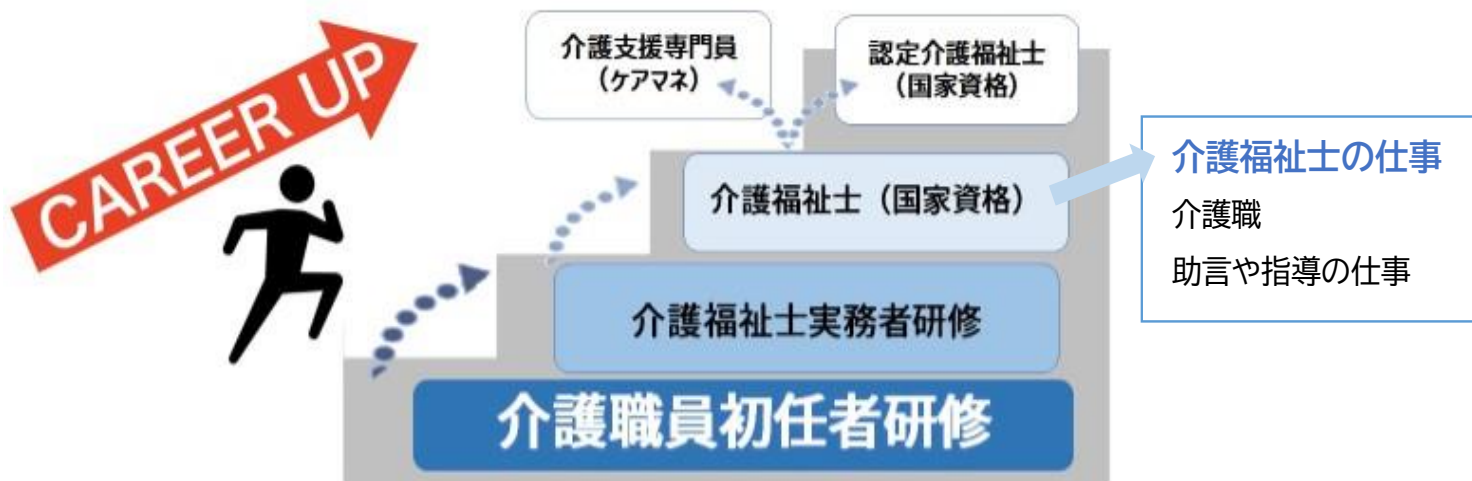 CAREER UP
介護支援専門員
（ケアマネ）
認定介護福祉士
（国家資格）
介護福祉士（国家資格）
介護福祉士の仕事
介護職
助言や指導の仕事
介護福祉士実務者研修
介護職員初任者研修